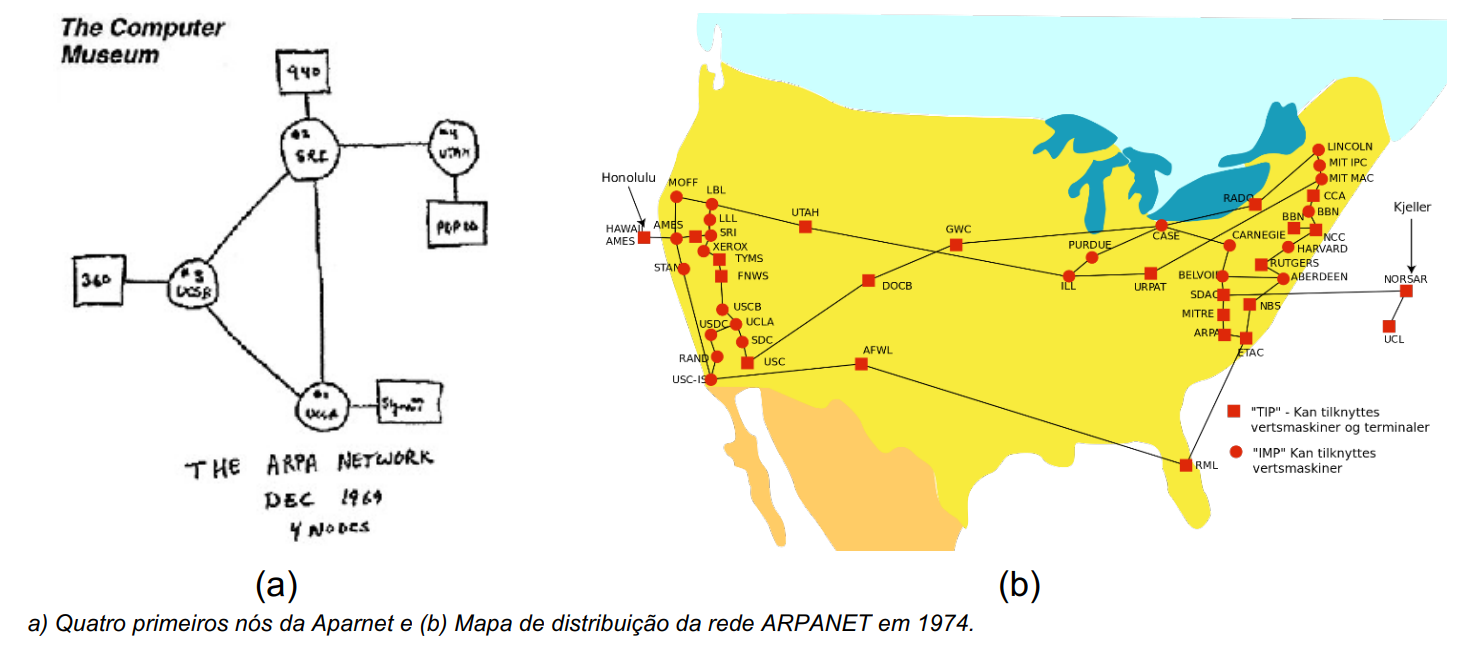 The Computer
Museum
940
#2
SRI
#4
UTAH
PDP10
360
#3
UCSB
#1
UCLA
THE ARPA NETWORK
DEC 1969
4 NODES
(a)
Honolulu
MOFF
LBL
LLL
HAWAII
AMES
AMES
SRI
XEROX
STAN
TYMS
FNWS
USCB
USDC
UCLA
SDC
RAND
USC
USC-IS
UTAH
DOCB
AFWL
GWC
PURDUE
ILL
URPAT
CASE
RADC
LINCOLN
MIT IPC
MIT MAC
CCA
BBN
BBN
CARNEGIE
NCC
HARVARD
RUTGERS
BELVOIR
ABERDEEN
SDAC
NBS
MITRE
ARPA
ETAC
RML
Kjeller
NORSAR
UCL
"TIP" - Kan tilknyttes
vertsmaskiner og terminaler
"IMP" Kan tilknyttes
vertsmaskiner
(b)
a) Quatro primeiros nós da Aparnet e (b) Mapa de distribuição da rede ARPANET em 1974.